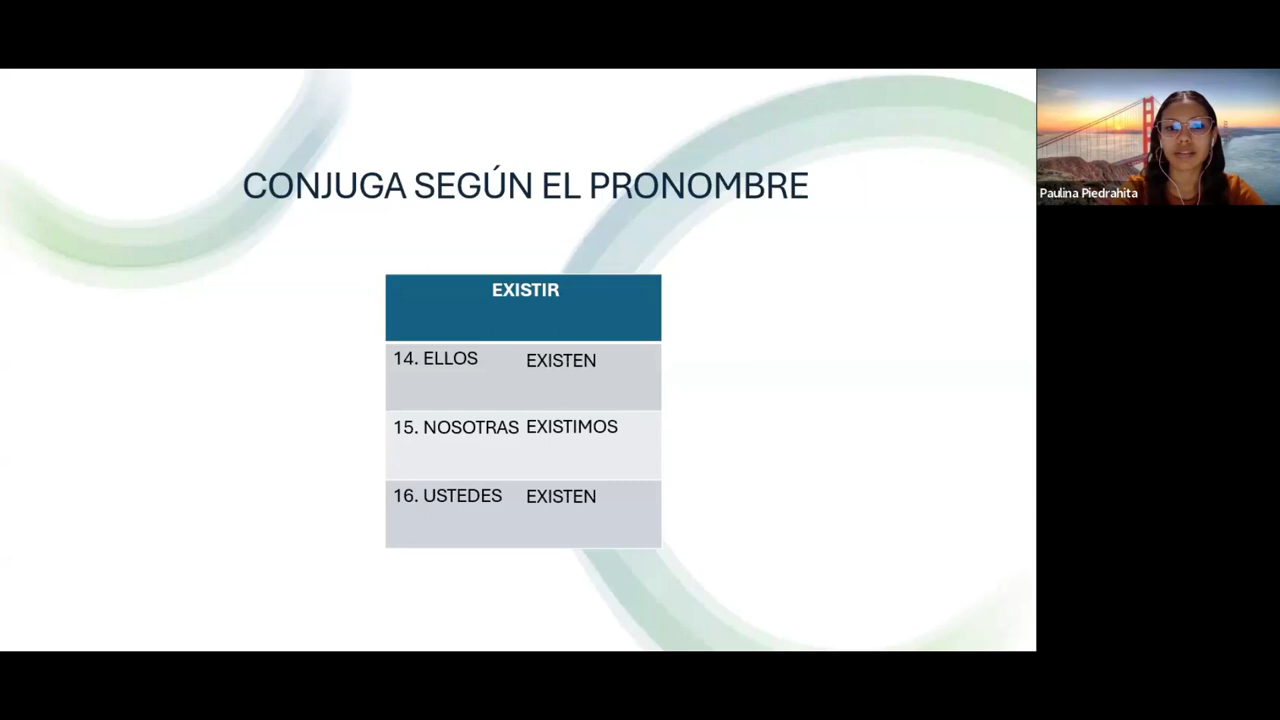 CONJUGA SEGÚN EL PRONOMBRE
EXISTIR
14. ELLOS EXISTEN
15. NOSOTRAS EXISTIMOS
16. USTEDES EXISTEN
Paulina Piedrahita